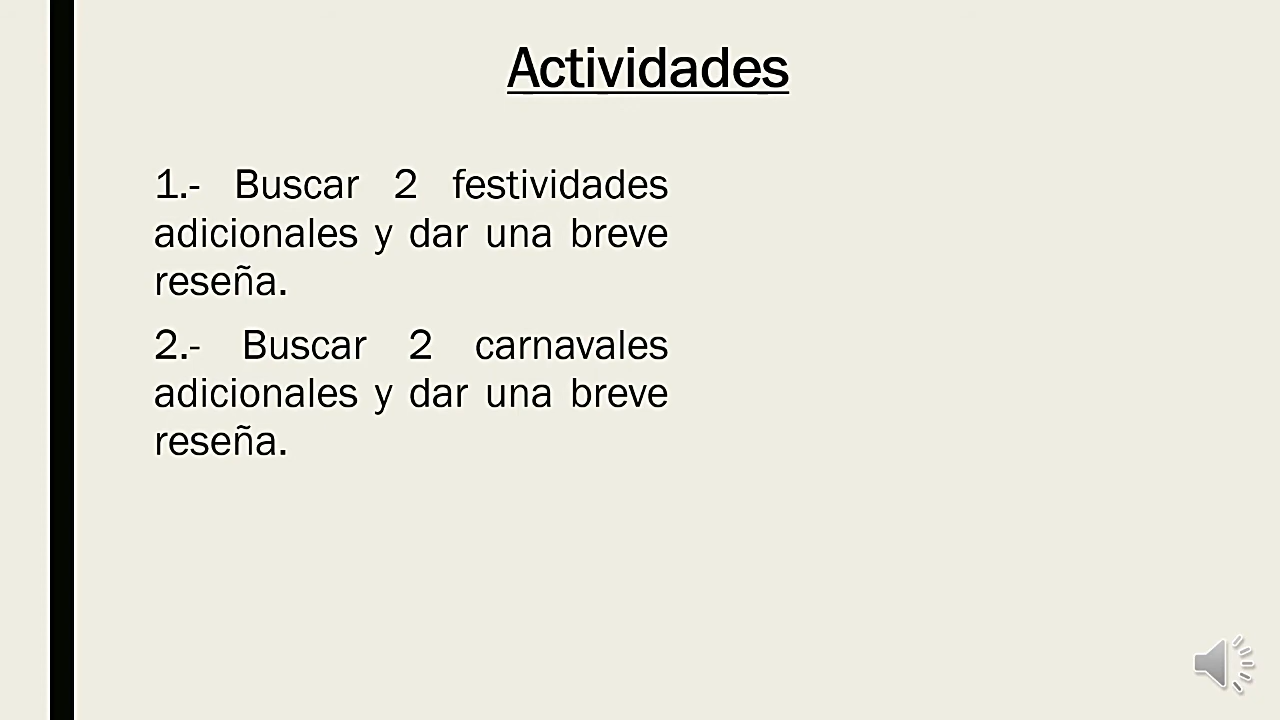 Actividades
1.- Buscar 2 festividades
adicionales y dar una breve
reseña.
2.- Buscar 2 carnavales
adicionales y dar una breve
reseña.